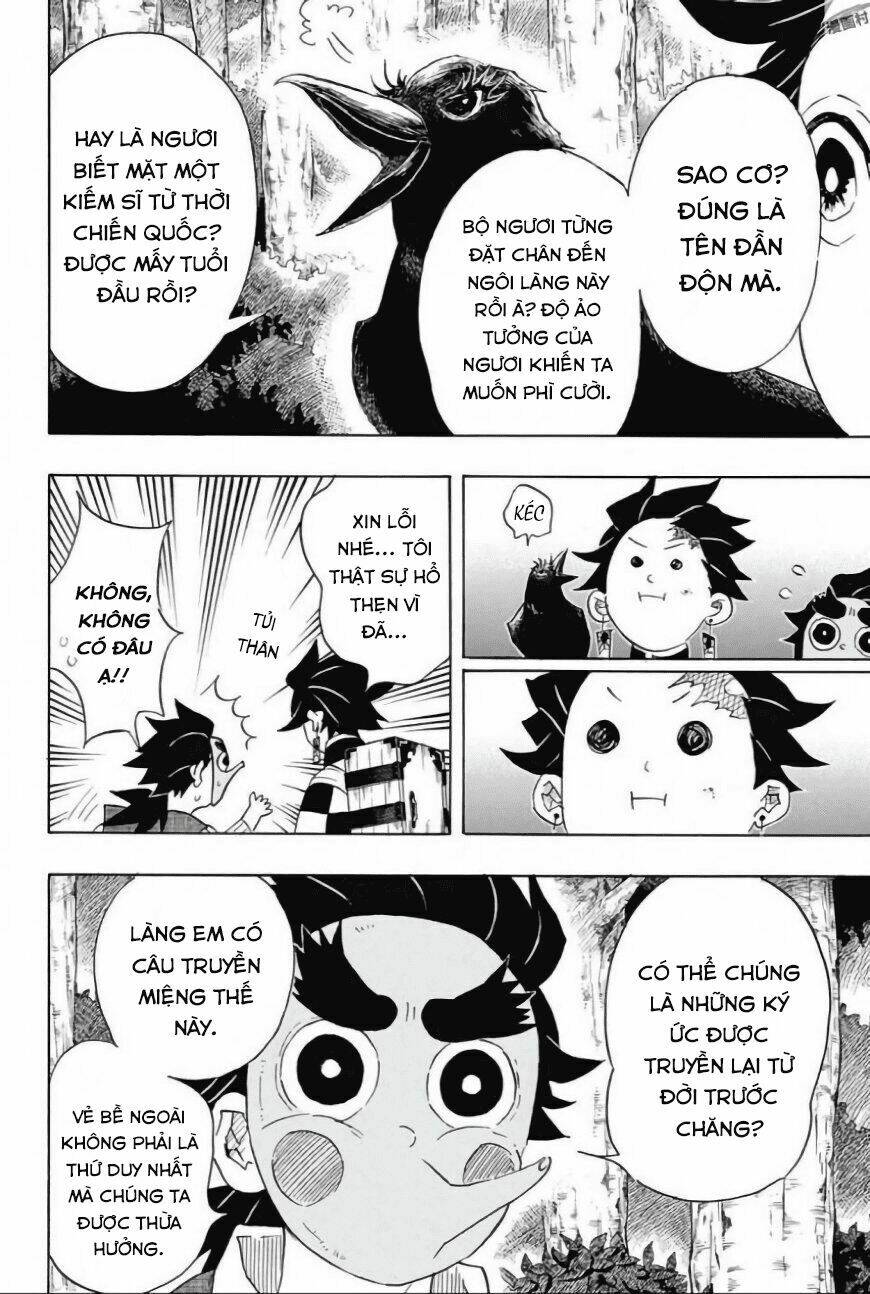 SAO CƠ?
ĐÚNG LÀ
TÊN ĐẦN
ĐỘN MÀ.
BỘ NGƯƠI TỪNG
ĐẶT CHÂN ĐẾN
NGÔI LÀNG NÀY
RỒI À? ĐỘ ẢO
TƯỞNG CỦA
NGƯƠI KHIẾN TA
MUỐN PHÌ CƯỜI.
HAY LÀ NGƯƠI
BIẾT MẶT MỘT
KIẾM SĨ TỪ THỜI
CHIẾN QUỐC?
ĐƯỢC MẤY TUỔI
ĐẦU RỒI?
KÉC
XIN LỖI
NHÉ... TÔI
THẬT SỰ HỔ
THẸN VÌ
ĐÃ...
TỦI
THÂN
KHÔNG,
KHÔNG
CÓ ĐÂU
Ạ!!
CÓ THỂ CHÚNG
LÀ NHỮNG KÝ
ỨC ĐƯỢC
TRUYỀN LẠI TỪ
ĐỜI TRƯỚC
CHĂNG?
LÀNG EM CÓ
CÂU TRUYỀN
MIỆNG THẾ
NÀY.
VẺ BỀ NGOÀI
KHÔNG PHẢI LÀ
THỨ DUY NHẤT
MÀ CHÚNG TA
ĐƯỢC THỪA
HƯỞNG.